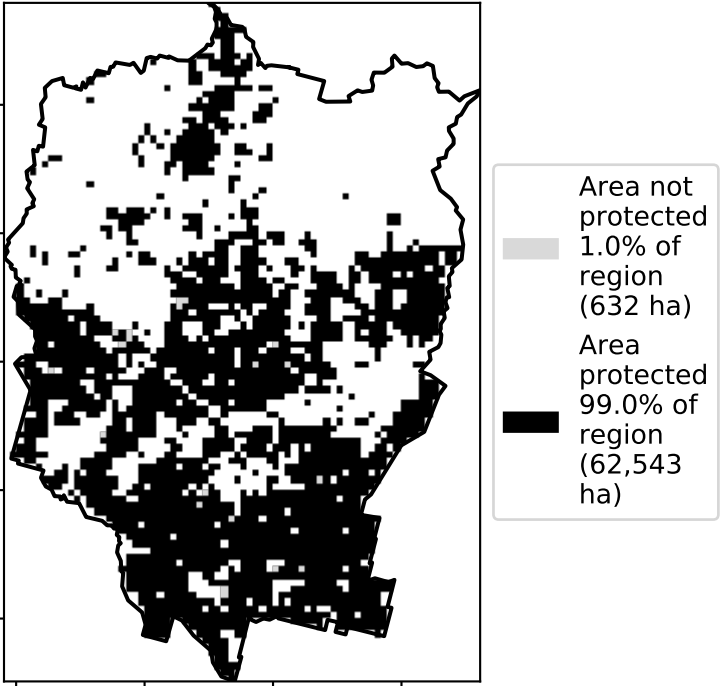 Area not
protected
1.0% of
region
(632 ha)
Area
protected
99.0% of
region
(62,543
ha)